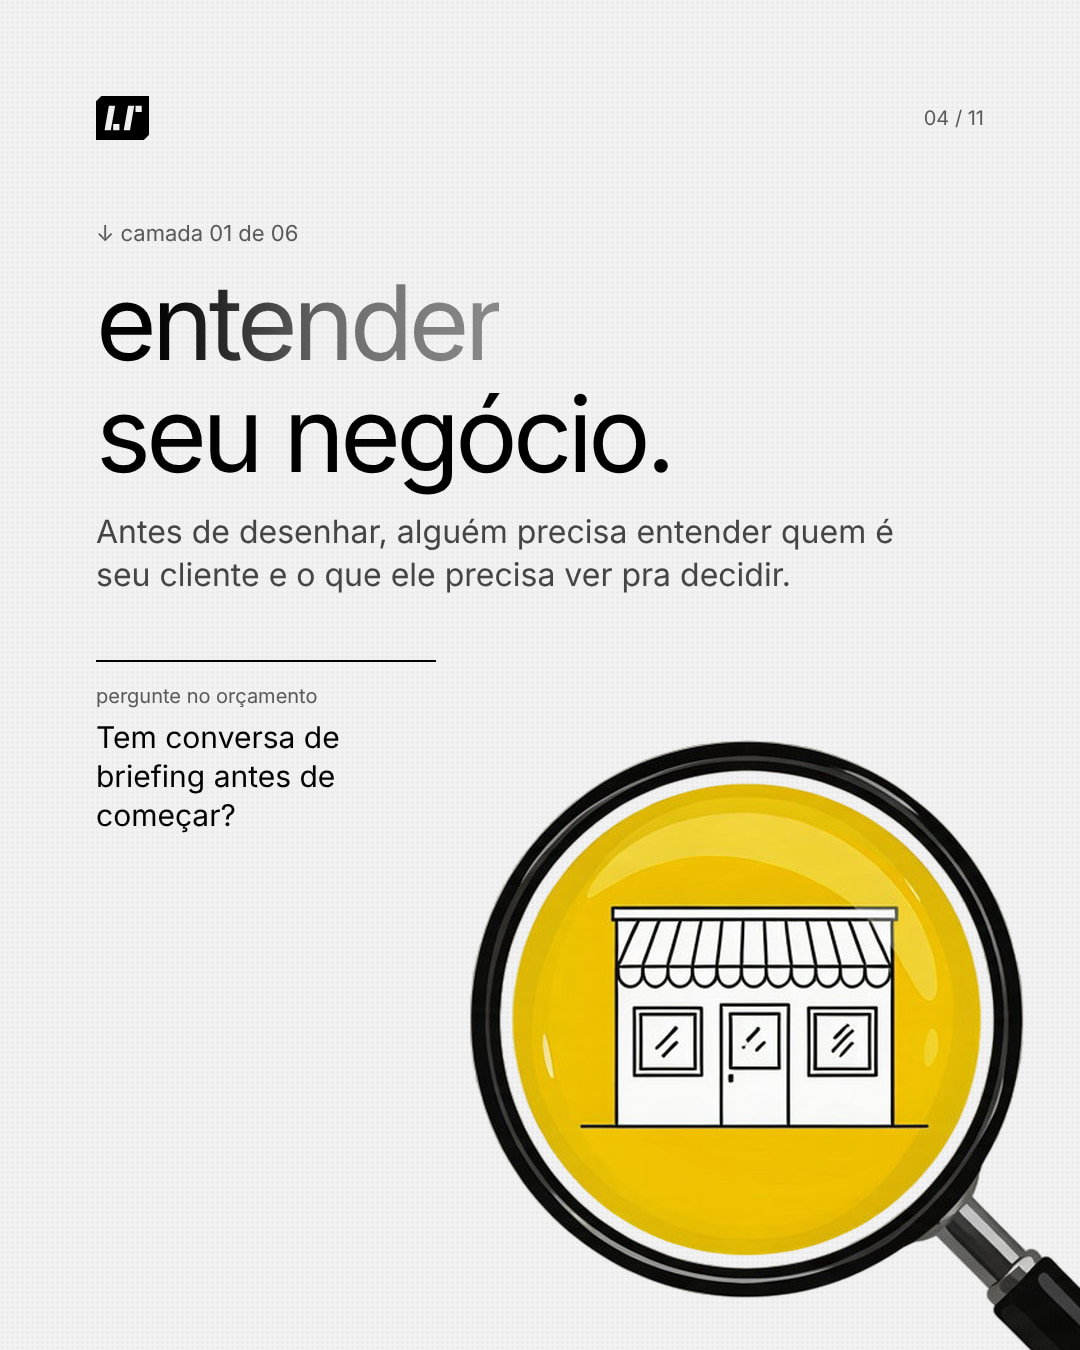 04 / 11
↓ camada 01 de 06
entender
seu negócio.
Antes de desenhar, alguém precisa entender quem é
seu cliente e o que ele precisa ver pra decidir.
pergunte no orçamento
Tem conversa de
briefing antes de
começar?